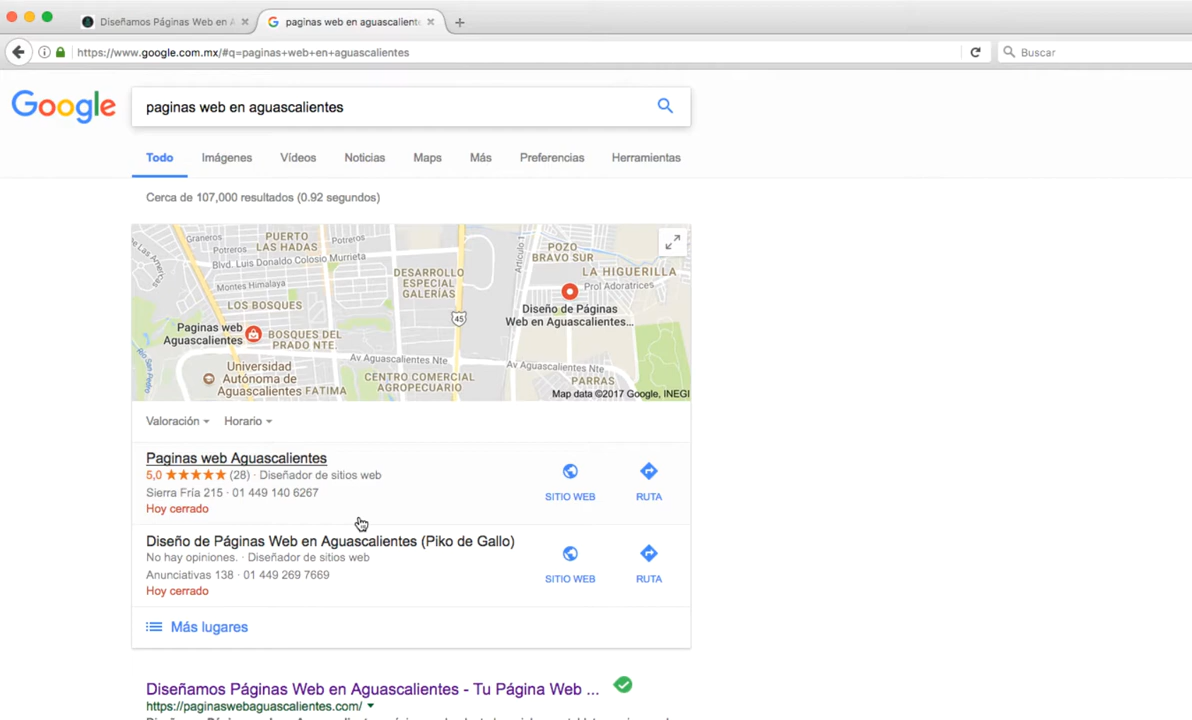 Diseñamos Páginas Web en A
paginas web en aguascaliente
https://www.google.com.mx/#q=paginas+web+en+aguascalientes
Buscar
Google
paginas web en aguascalientes
Todo Imágenes Vídeos Noticias Maps Más Preferencias Herramientas
Cerca de 107,000 resultados (0.92 segundos)
Graneros
PUERTO
LAS HADAS
Potreros
Potreros
Blvd. Luis Donaldo Colosio Murrieta
Montes Himalaya
LOS BOSQUES
DESARROLLO
ESPECIAL
GALERÍAS
45
POZO
BRAVO SUR
LA HIGUERILLA
Prol Adoratrices
Diseño de Páginas
Web en Aguascalientes...
Paginas web
Aguascalientes
BOSQUES DEL
PRADO NTE.
Av Aguascalientes Nte
Av Aguascalientes Nte
Universidad
Autónoma de
Aguascalientes
FATIMA
CENTRO COMERCIAL
AGROPECUARIO
PARRAS
Río San Pedro
Map data ©2017 Google, INEGI
Valoración Horario
Paginas web Aguascalientes
5,0 (28) · Diseñador de sitios web
Sierra Fría 215 · 01 449 140 6267
Hoy cerrado
SITIO WEB RUTA
Diseño de Páginas Web en Aguascalientes (Piko de Gallo)
No hay opiniones. · Diseñador de sitios web
Anunciativas 138 · 01 449 269 7669
Hoy cerrado
SITIO WEB RUTA
Más lugares
Diseñamos Páginas Web en Aguascalientes - Tu Página Web ...
https://paginaswebaguascalientes.com/